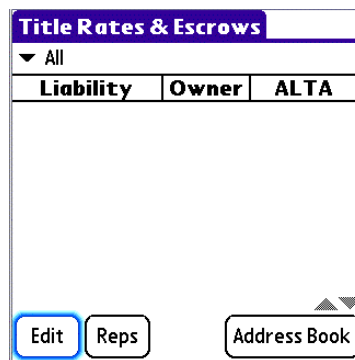 Title Rates & Escrows
All
Liability Owner ALTA
Edit Reps Address Book